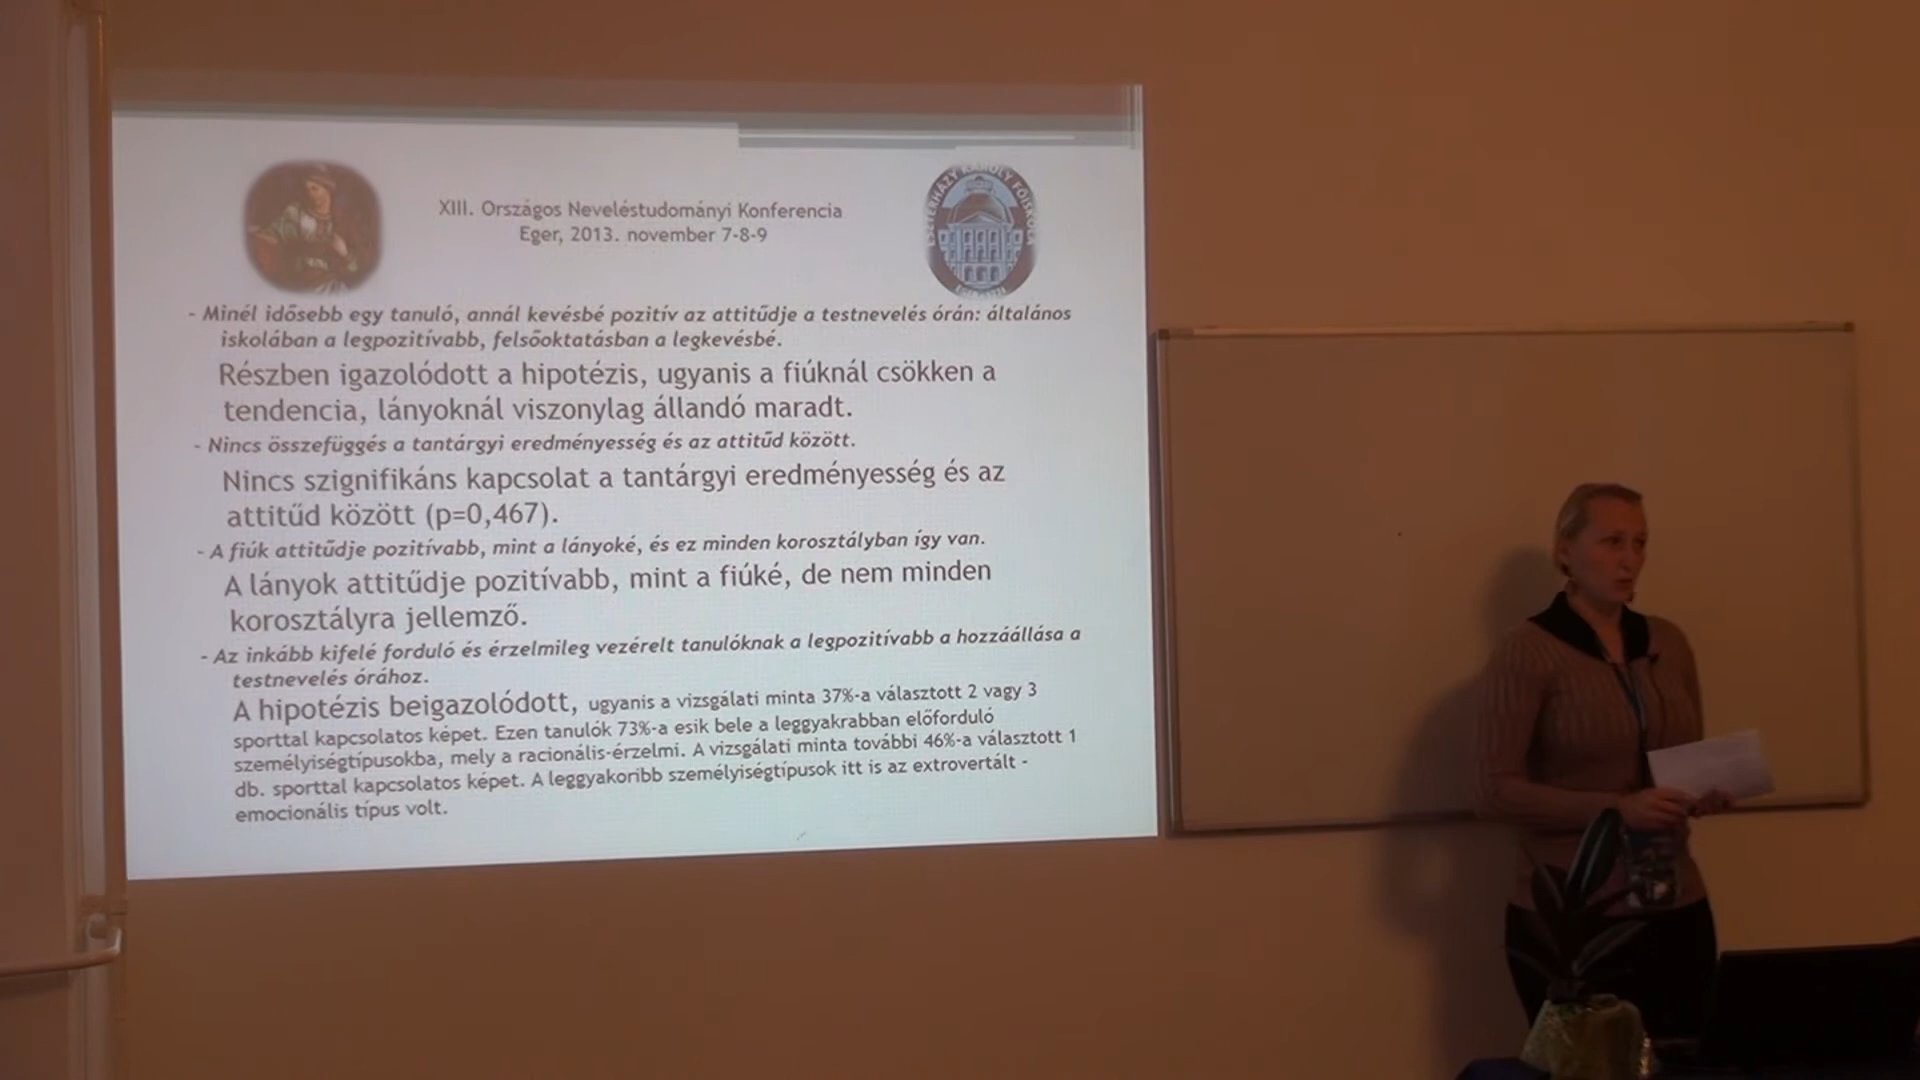 XIII. Országos Neveléstudományi Konferencia
Eger, 2013. november 7-8-9
ESZTERHÁZY KÁROLY FŐISKOLA
- Minél idősebb egy tanuló, annál kevésbé pozitív az attitűdje a testnevelés órán: általános
iskolában a legpozitívabb, felsőoktatásban a legkevésbé.
Részben igazolódott a hipotézis, ugyanis a fiúknál csökken a
tendencia, lányoknál viszonylag állandó maradt.
- Nincs összefüggés a tantárgyi eredményesség és az attitűd között.
Nincs szignifikáns kapcsolat a tantárgyi eredményesség és az
attitűd között (p=0,467).
- A fiúk attitűdje pozitívabb, mint a lányoké, és ez minden korosztályban így van.
A lányok attitűdje pozitívabb, mint a fiúké, de nem minden
korosztályra jellemző.
- Az inkább kifelé forduló és érzelmileg vezérelt tanulóknak a legpozitívabb a hozzáállása a
testnevelés órához.
A hipotézis beigazolódott, ugyanis a vizsgálati minta 37%-a választott 2 vagy 3
sporttal kapcsolatos képet. Ezen tanulók 73%-a esik bele a leggyakrabban előforduló
személyiségtípusokba, mely a racionális-érzelmi. A vizsgálati minta további 46%-a választott 1
db. sporttal kapcsolatos képet. A leggyakoribb személyiségtípusok itt is az extrovertált -
emocionális típus volt.